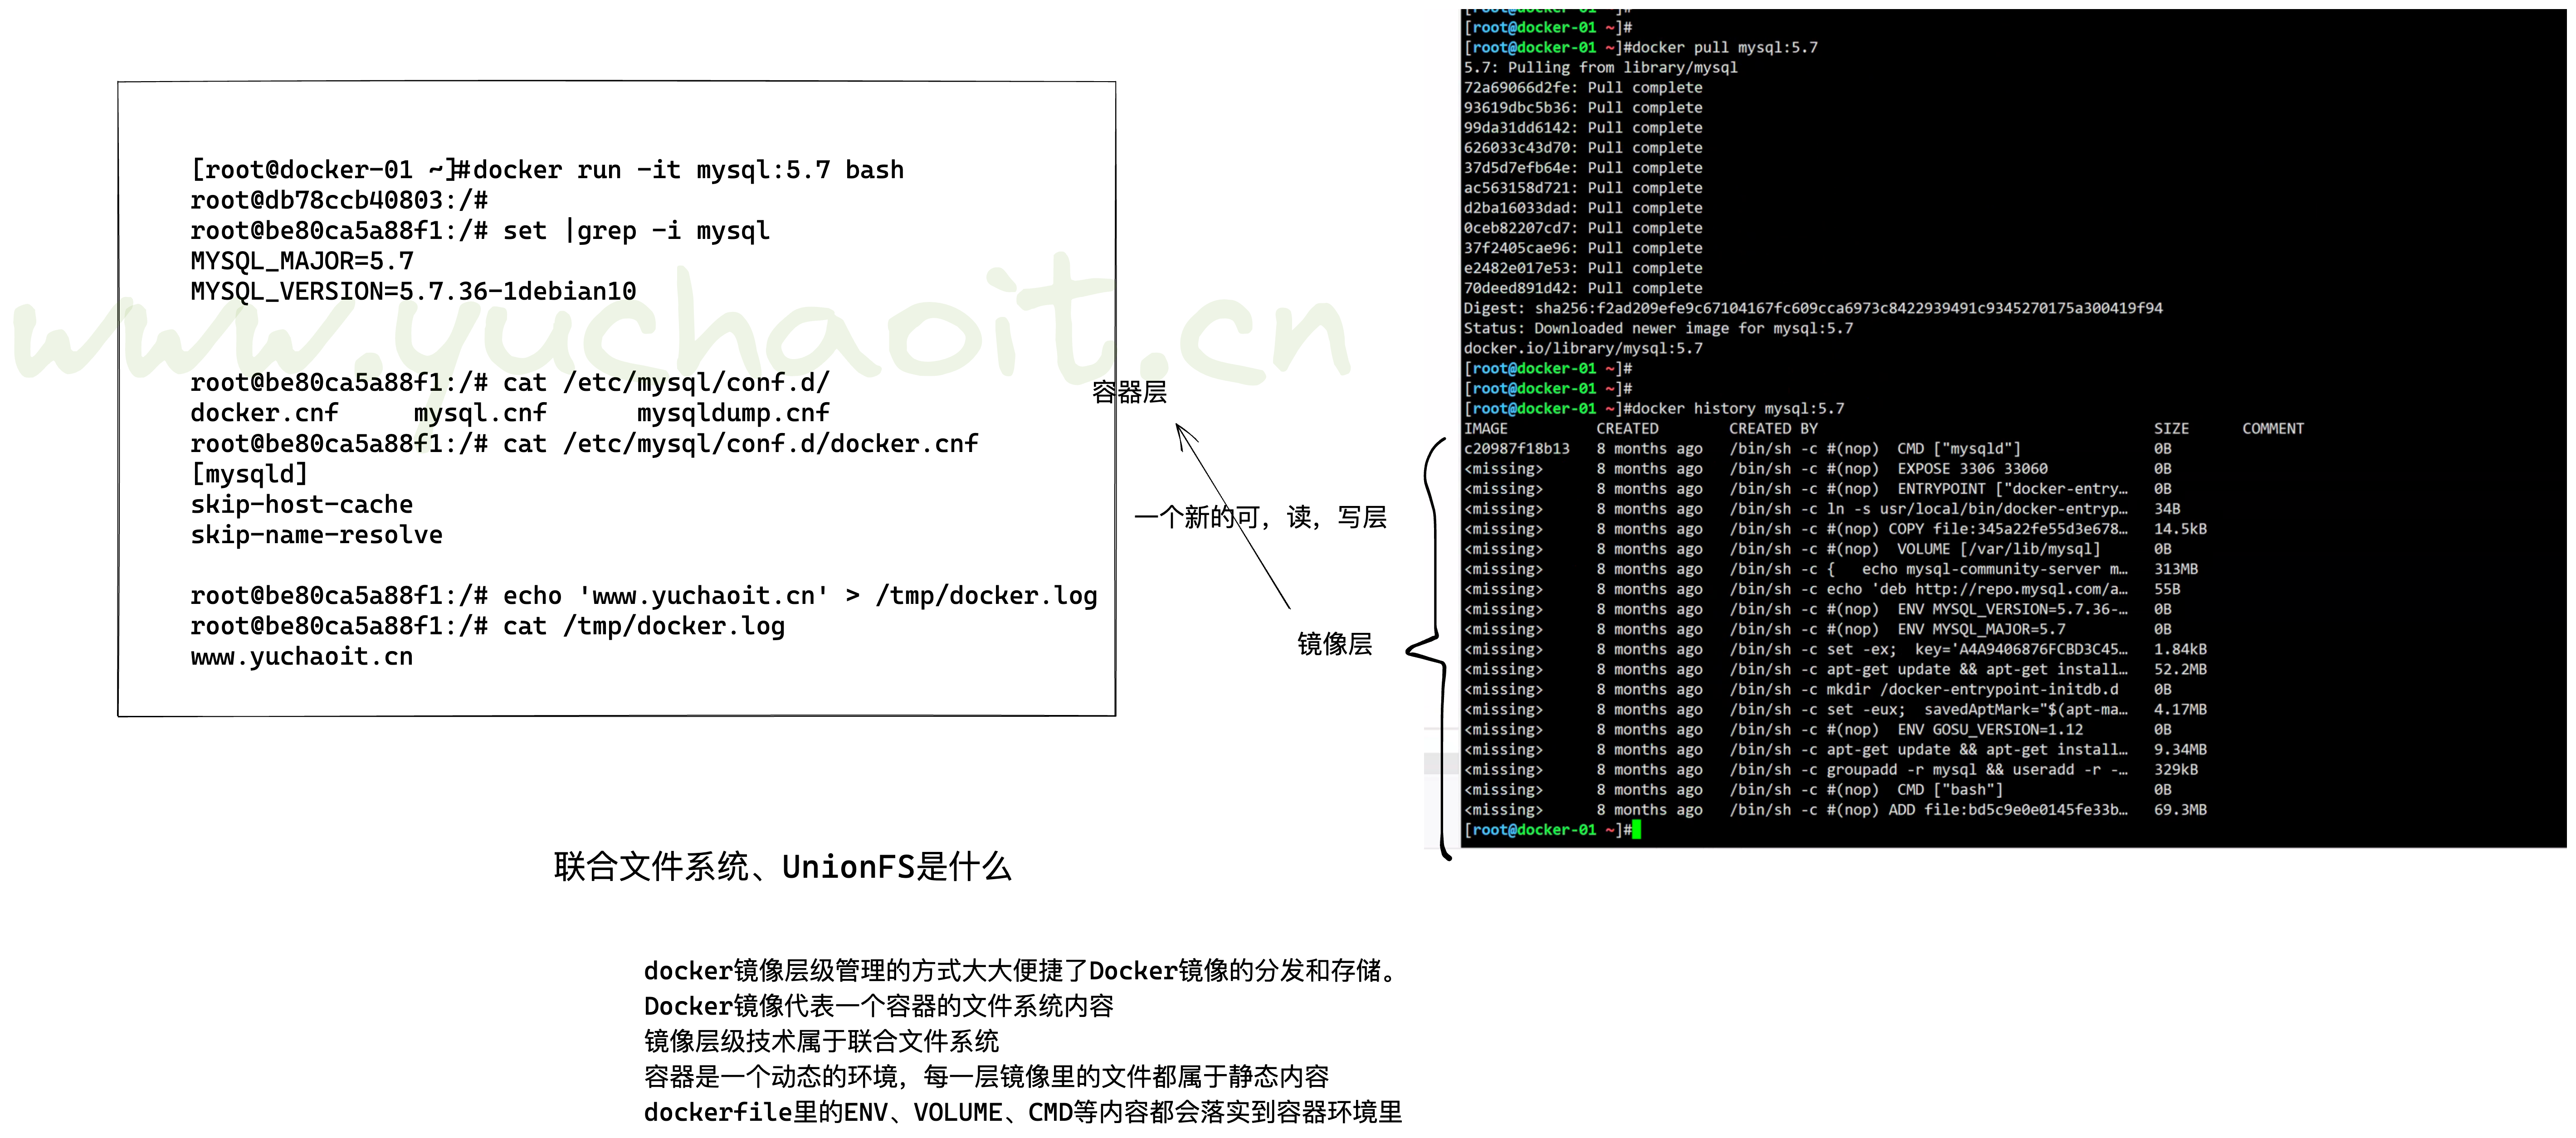 [root@docker-01 ~]#docker run -it mysql:5.7 bash
root@db78ccb40803:/#
root@be80ca5a88f1:/# set |grep -i mysql
MYSQL_MAJOR=5.7
MYSQL_VERSION=5.7.36-1debian10
root@be80ca5a88f1:/# cat /etc/mysql/conf.d/
docker.cnf     mysql.cnf      mysqldump.cnf
root@be80ca5a88f1:/# cat /etc/mysql/conf.d/docker.cnf
[mysqld]
skip-host-cache
skip-name-resolve
root@be80ca5a88f1:/# echo 'www.yuchaoit.cn' > /tmp/docker.log
root@be80ca5a88f1:/# cat /tmp/docker.log
www.yuchaoit.cn
www.yuchaoit.cn
容器层
一个新的可，读，写层
镜像层
[root@docker-01 ~]#
[root@docker-01 ~]#
[root@docker-01 ~]#docker pull mysql:5.7
5.7: Pulling from library/mysql
72a69066d2fe: Pull complete
93619dbc5b36: Pull complete
99da31dd6142: Pull complete
626033c43d70: Pull complete
37d5d7efb64e: Pull complete
ac563158d721: Pull complete
d2ba16033dad: Pull complete
0ceb82207cd7: Pull complete
37f2405cae96: Pull complete
e2482e017e53: Pull complete
70deed891d42: Pull complete
Digest: sha256:f2ad209efe9c67104167fc609cca6973c8422939491c9345270175a300419f94
Status: Downloaded newer image for mysql:5.7
docker.io/library/mysql:5.7
[root@docker-01 ~]#
[root@docker-01 ~]#
[root@docker-01 ~]#docker history mysql:5.7
IMAGE          CREATED        CREATED BY                                      SIZE      COMMENT
c20987f18b13   8 months ago   /bin/sh -c #(nop)  CMD ["mysqld"]               0B
<missing>      8 months ago   /bin/sh -c #(nop)  EXPOSE 3306 33060            0B
<missing>      8 months ago   /bin/sh -c #(nop)  ENTRYPOINT ["docker-entry…   0B
<missing>      8 months ago   /bin/sh -c ln -s usr/local/bin/docker-entryp…   34B
<missing>      8 months ago   /bin/sh -c #(nop) COPY file:345a22fe55d3e678…   14.5kB
<missing>      8 months ago   /bin/sh -c #(nop)  VOLUME [/var/lib/mysql]      0B
<missing>      8 months ago   /bin/sh -c {   echo mysql-community-server m…   313MB
<missing>      8 months ago   /bin/sh -c echo 'deb http://repo.mysql.com/a…   55B
<missing>      8 months ago   /bin/sh -c #(nop)  ENV MYSQL_VERSION=5.7.36-…   0B
<missing>      8 months ago   /bin/sh -c #(nop)  ENV MYSQL_MAJOR=5.7          0B
<missing>      8 months ago   /bin/sh -c set -ex;  key='A4A9406876FCBD3C45…   1.84kB
<missing>      8 months ago   /bin/sh -c apt-get update && apt-get install…   52.2MB
<missing>      8 months ago   /bin/sh -c mkdir /docker-entrypoint-initdb.d    0B
<missing>      8 months ago   /bin/sh -c set -eux;  savedAptMark="$(apt-ma…   4.17MB
<missing>      8 months ago   /bin/sh -c #(nop)  ENV GOSU_VERSION=1.12        0B
<missing>      8 months ago   /bin/sh -c apt-get update && apt-get install…   9.34MB
<missing>      8 months ago   /bin/sh -c groupadd -r mysql && useradd -r -…   329kB
<missing>      8 months ago   /bin/sh -c #(nop)  CMD ["bash"]                 0B
<missing>      8 months ago   /bin/sh -c #(nop) ADD file:bd5c9e0e0145fe33b…   69.3MB
[root@docker-01 ~]#
联合文件系统、UnionFS是什么
docker镜像层级管理的方式大大便捷了Docker镜像的分发和存储。
Docker镜像代表一个容器的文件系统内容
镜像层级技术属于联合文件系统
容器是一个动态的环境，每一层镜像里的文件都属于静态内容
dockerfile里的ENV、VOLUME、CMD等内容都会落实到容器环境里